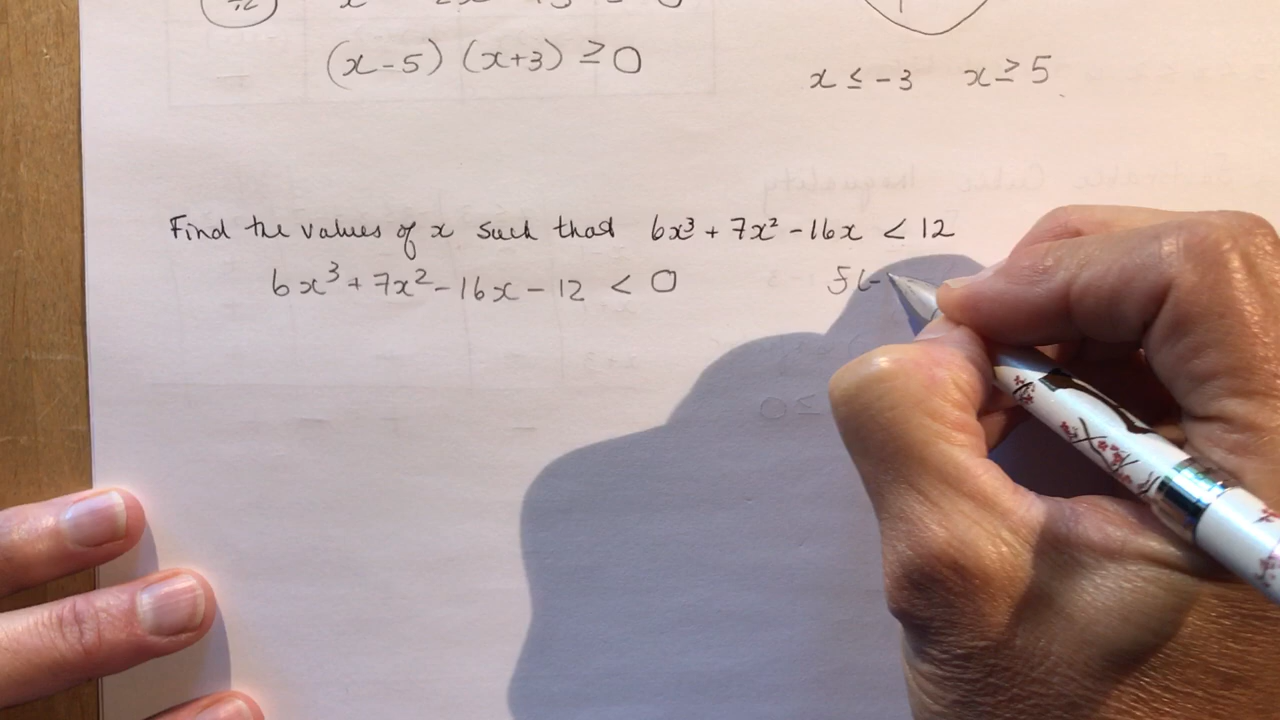 (x-5) (x+3) ≥ 0
x ≤ -3 x ≥ 5
Find the values of x such that 6x³ + 7x² - 16x < 12
6x³ + 7x² - 16x - 12 < 0
f(-